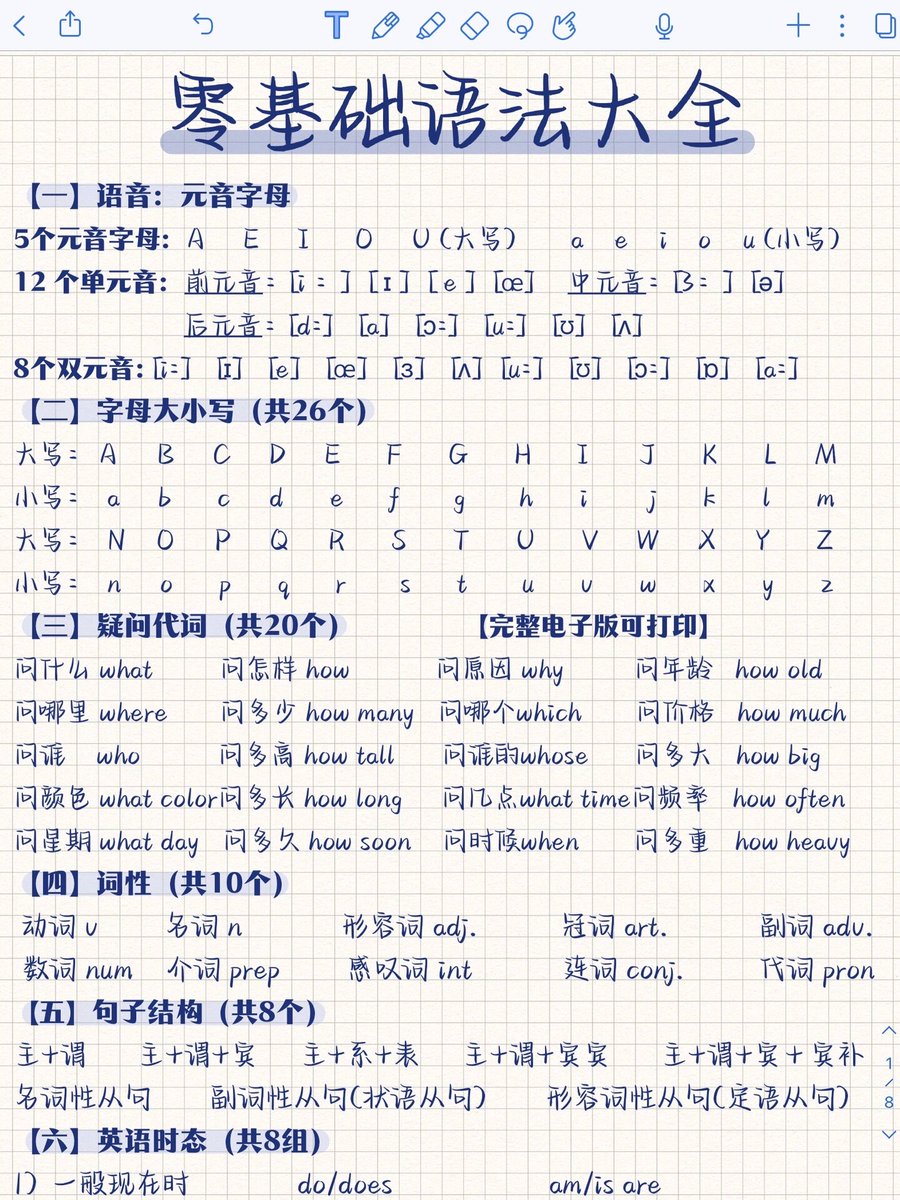 零基础语法大全
【一】语音：元音字母
5个元音字母： A E I O U(大写） a e i o u(小写）
12 个单元音： 前元音：[i：] [ɪ] [e] [æ] 中元音：[3：] [ə]
后元音：[d:] [a] [ɔ:] [u:] [ʊ] [ʌ]
8个双元音：[i:] [ɪ] [e] [æ] [ɜ] [ʌ] [u:] [ʊ] [ɔ:] [ɒ] [a:]
【二】字母大小写（共26个）
大写： A B C D E F G H I J K L M
小写： a b c d e f g h i j k l m
大写： N O P Q R S T U V W X Y Z
小写： n o p q r s t u v w x y z
【三】疑问代词（共20个） 【完整电子版可打印】
问什么 what 问怎样 how 问原因 why 问年龄 how old
问哪里 where 问多少 how many 问哪个which 问价格 how much
问谁 who 问多高 how tall 问谁的whose 问多大 how big
问颜色 what color问多长 how long 问几点what time问频率 how often
问星期 what day 问多久 how soon 问时候when 问多重 how heavy
【四】词性（共10个）
动词 v 名词 n 形容词 adj. 冠词 art. 副词 adv.
数词 num 介词 prep 感叹词 int 连词 conj. 代词 pron
【五】句子结构（共8个）
主+谓 主+谓+宾 主+系+表 主+谓+宾宾 主+谓+宾+宾补
名词性从句 副词性从句(状语从句） 形容词性从句(定语从句）
【六】英语时态（共8组）
1）一般现在时 do/does am/is are
1
/
8